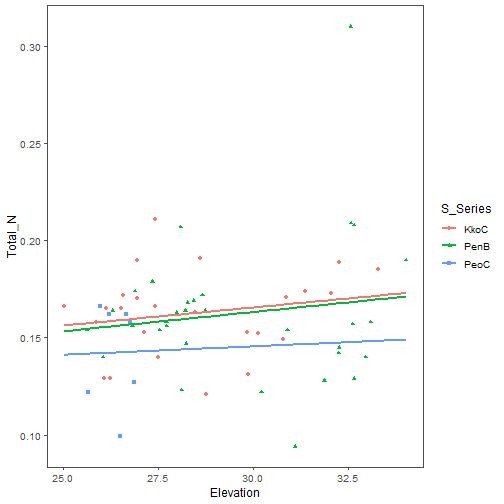 0.30
0.25
0.20
0.15
0.10
Total_N
25.0 27.5 30.0 32.5
Elevation
S_Series
KkoC
PenB
PeoC